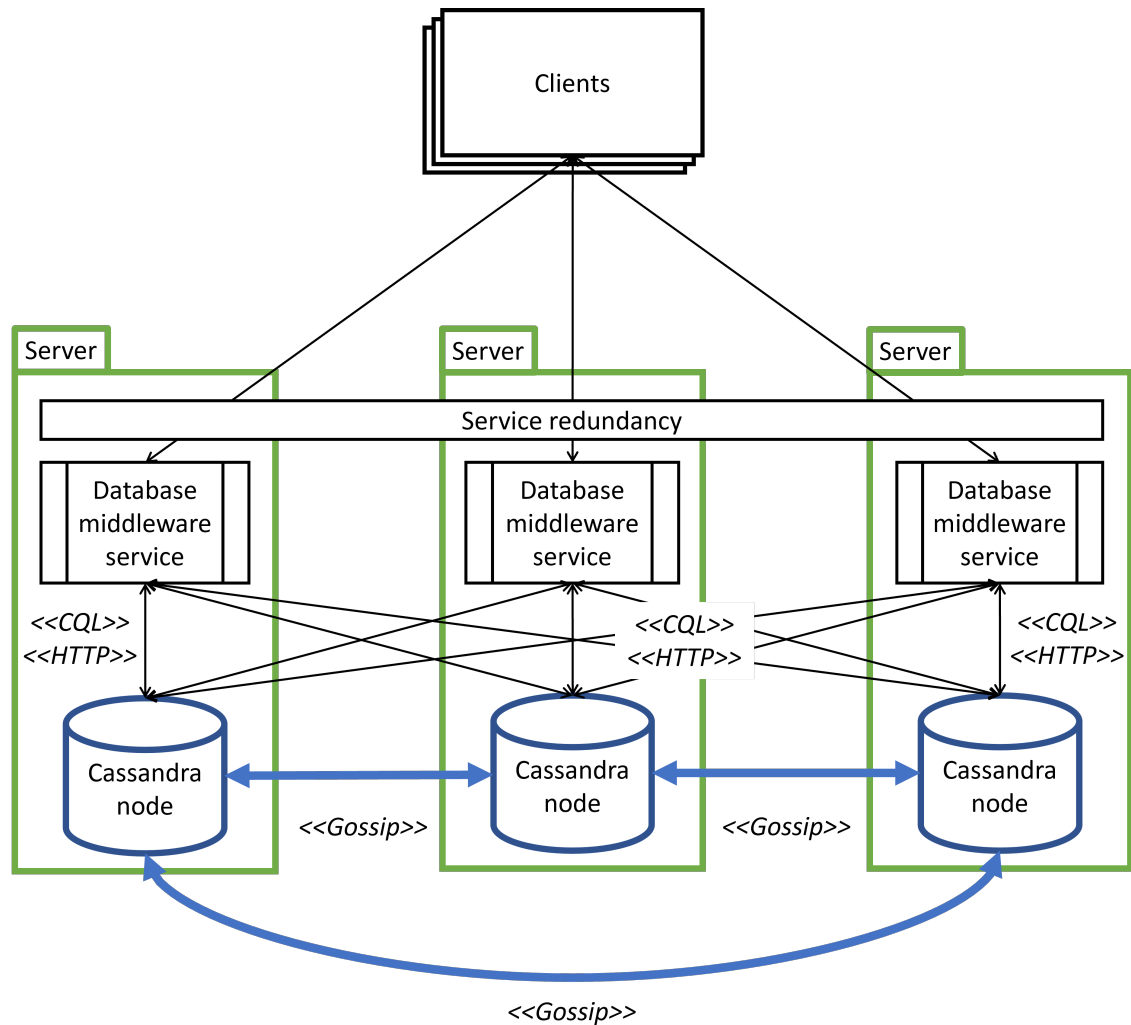 Clients
Server
Server
Server
Service redundancy
Database
middleware
service
Database
middleware
service
Database
middleware
service
<<CQL>>
<<HTTP>>
<<CQL>>
<<HTTP>>
<<CQL>>
<<HTTP>>
Cassandra
node
Cassandra
node
Cassandra
node
<<Gossip>>
<<Gossip>>
<<Gossip>>